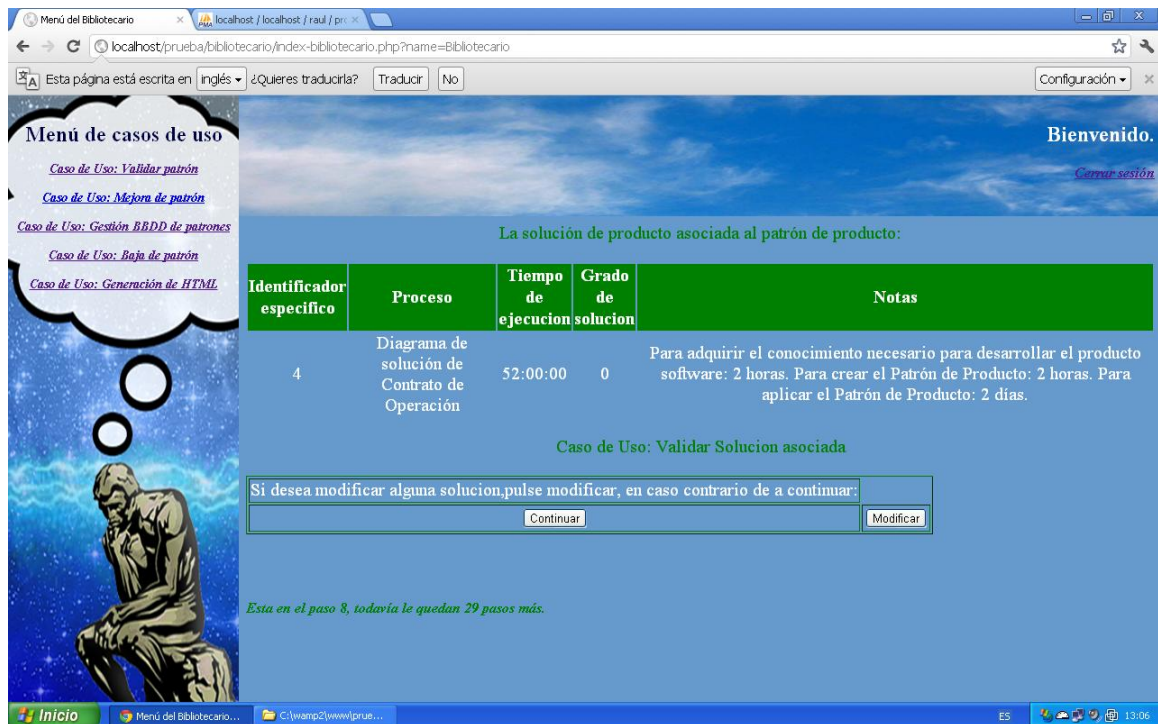 Menú del Bibliotecario
localhost / localhost / raul / pro
localhost/prueba/bibliotecario/index-bibliotecario.php?name=Bibliotecario
Esta página está escrita en inglés ¿Quieres traducirla? Traducir No Configuración
Menú de casos de uso
Caso de Uso: Validar patrón
Caso de Uso: Mejora de patrón
Caso de Uso: Gestión BBDD de patrones
Caso de Uso: Baja de patrón
Caso de Uso: Generación de HTML
Bienvenido.
Cerrar sesión
La solución de producto asociada al patrón de producto:
Identificador
especifico
Proceso
Tiempo
de
ejecucion
Grado
de
solucion
Notas
4
Diagrama de
solución de
Contrato de
Operación
52:00:00
0
Para adquirir el conocimiento necesario para desarrollar el producto
software: 2 horas. Para crear el Patrón de Producto: 2 horas. Para
aplicar el Patrón de Producto: 2 días.
Caso de Uso: Validar Solucion asociada
Si desea modificar alguna solucion,pulse modificar, en caso contrario de a continuar:
Continuar Modificar
Esta en el paso 8, todavía le quedan 29 pasos más.
Inicio Menú del Bibliotecario... C:\wamp2\www\prue... ES 13:06